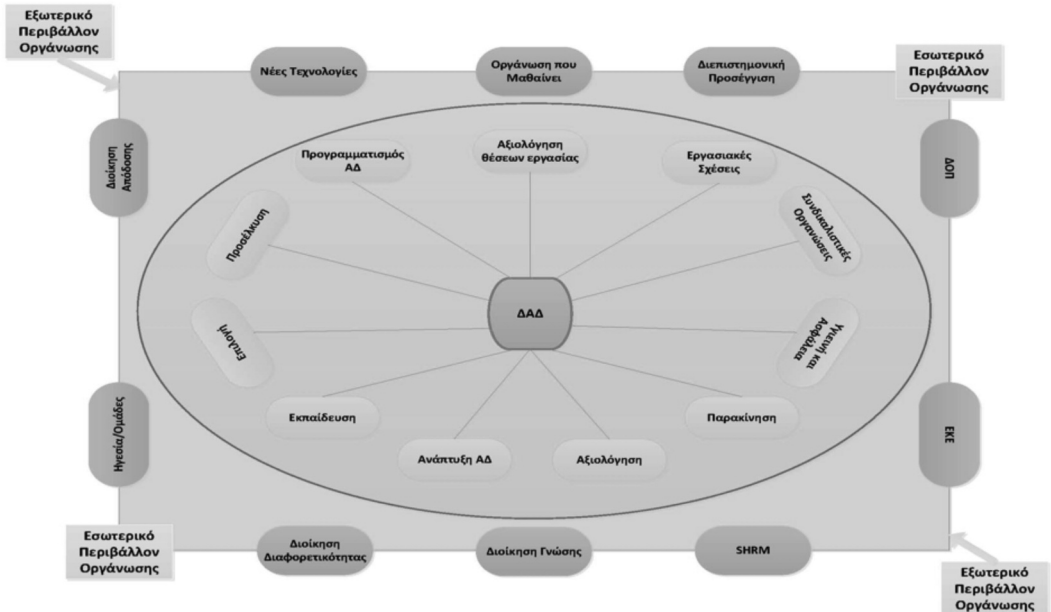 Εξωτερικό
Περιβάλλον
Οργάνωσης
Νέες Τεχνολογίες
Οργάνωση που
Μαθαίνει
Διεπιστημονική
Προσέγγιση
Εσωτερικό
Περιβάλλον
Οργάνωσης
Διοίκηση
Απόδοσης
Προγραμματισμός
ΑΔ
Αξιολόγηση
θέσεων εργασίας
Εργασιακές
Σχέσεις
ΔΟΠ
Προσέλκυση
Συνδικαλιστικές
Οργανώσεις
ΔΑΔ
Επιλογή
Υγιεινή και
Ασφάλεια
Ηγεσία/Ομάδες
Εκπαίδευση
Παρακίνηση
ΕΚΕ
Ανάπτυξη ΑΔ
Αξιολόγηση
Εσωτερικό
Περιβάλλον
Οργάνωσης
Διοίκηση
Διαφορετικότητας
Διοίκηση Γνώσης
SHRM
Εξωτερικό
Περιβάλλον
Οργάνωσης